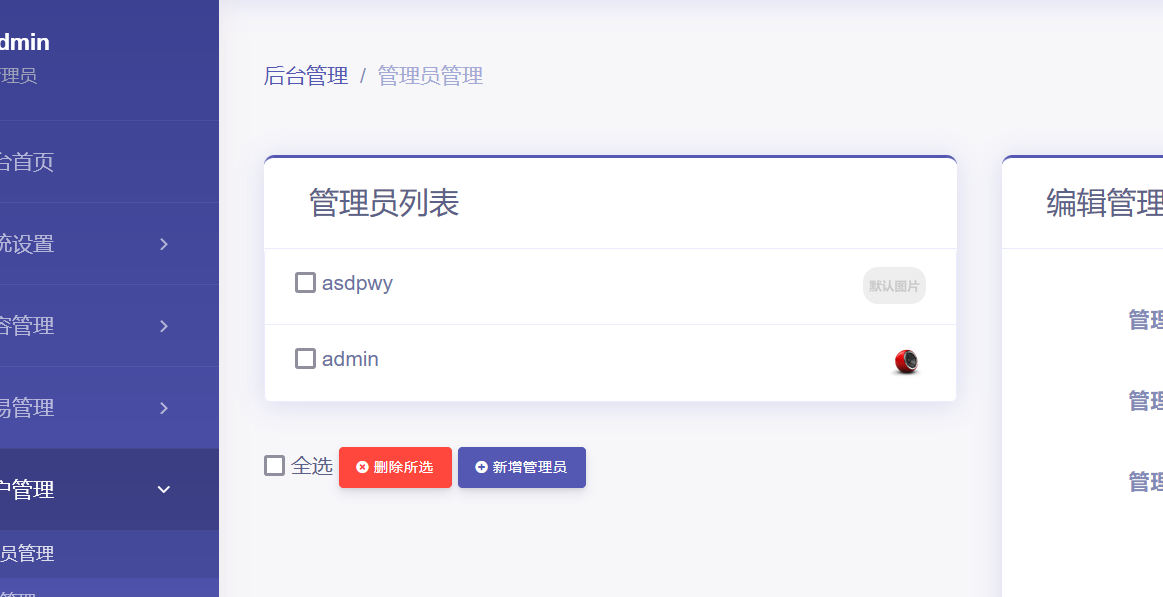 dmin
管理员
台首页
统设置
容管理
易管理
户管理
员管理
管理
后台管理 / 管理员管理
管理员列表
asdpwy
默认图片
admin
全选
删除所选
新增管理员
编辑管理
管理
管理
管理